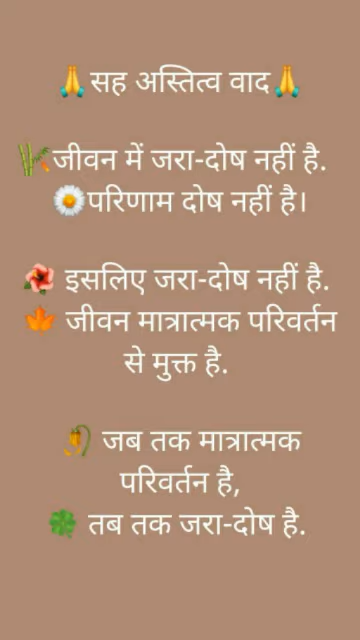 🙏सह अस्तित्व वाद🙏
🎋जीवन में जरा-दोष नहीं है.
🌼परिणाम दोष नहीं है।
🌺 इसलिए जरा-दोष नहीं है.
🍁 जीवन मात्रात्मक परिवर्तन
से मुक्त है.
🥀 जब तक मात्रात्मक
परिवर्तन है,
🍀 तब तक जरा-दोष है.